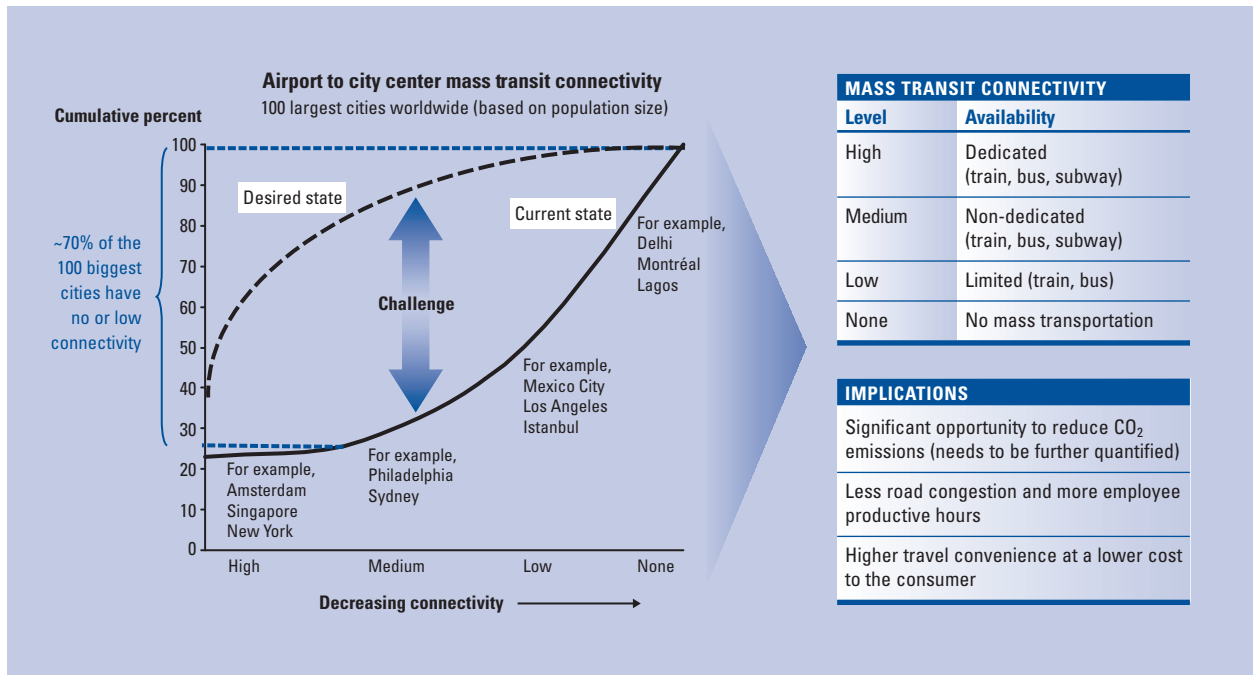 Airport to city center mass transit connectivity
100 largest cities worldwide (based on population size)
Cumulative percent
100
90
80
70
60
50
40
30
20
10
0
~70% of the
100 biggest
cities have
no or low
connectivity
Desired state
Current state
Challenge
For example,
Amsterdam
Singapore
New York
For example,
Philadelphia
Sydney
For example,
Mexico City
Los Angeles
Istanbul
For example,
Delhi
Montréal
Lagos
High
Medium
Low
None
Decreasing connectivity
MASS TRANSIT CONNECTIVITY
Level Availability
High Dedicated
(train, bus, subway)
Medium Non-dedicated
(train, bus, subway)
Low Limited (train, bus)
None No mass transportation
IMPLICATIONS
Significant opportunity to reduce CO2
emissions (needs to be further quantified)
Less road congestion and more employee
productive hours
Higher travel convenience at a lower cost
to the consumer